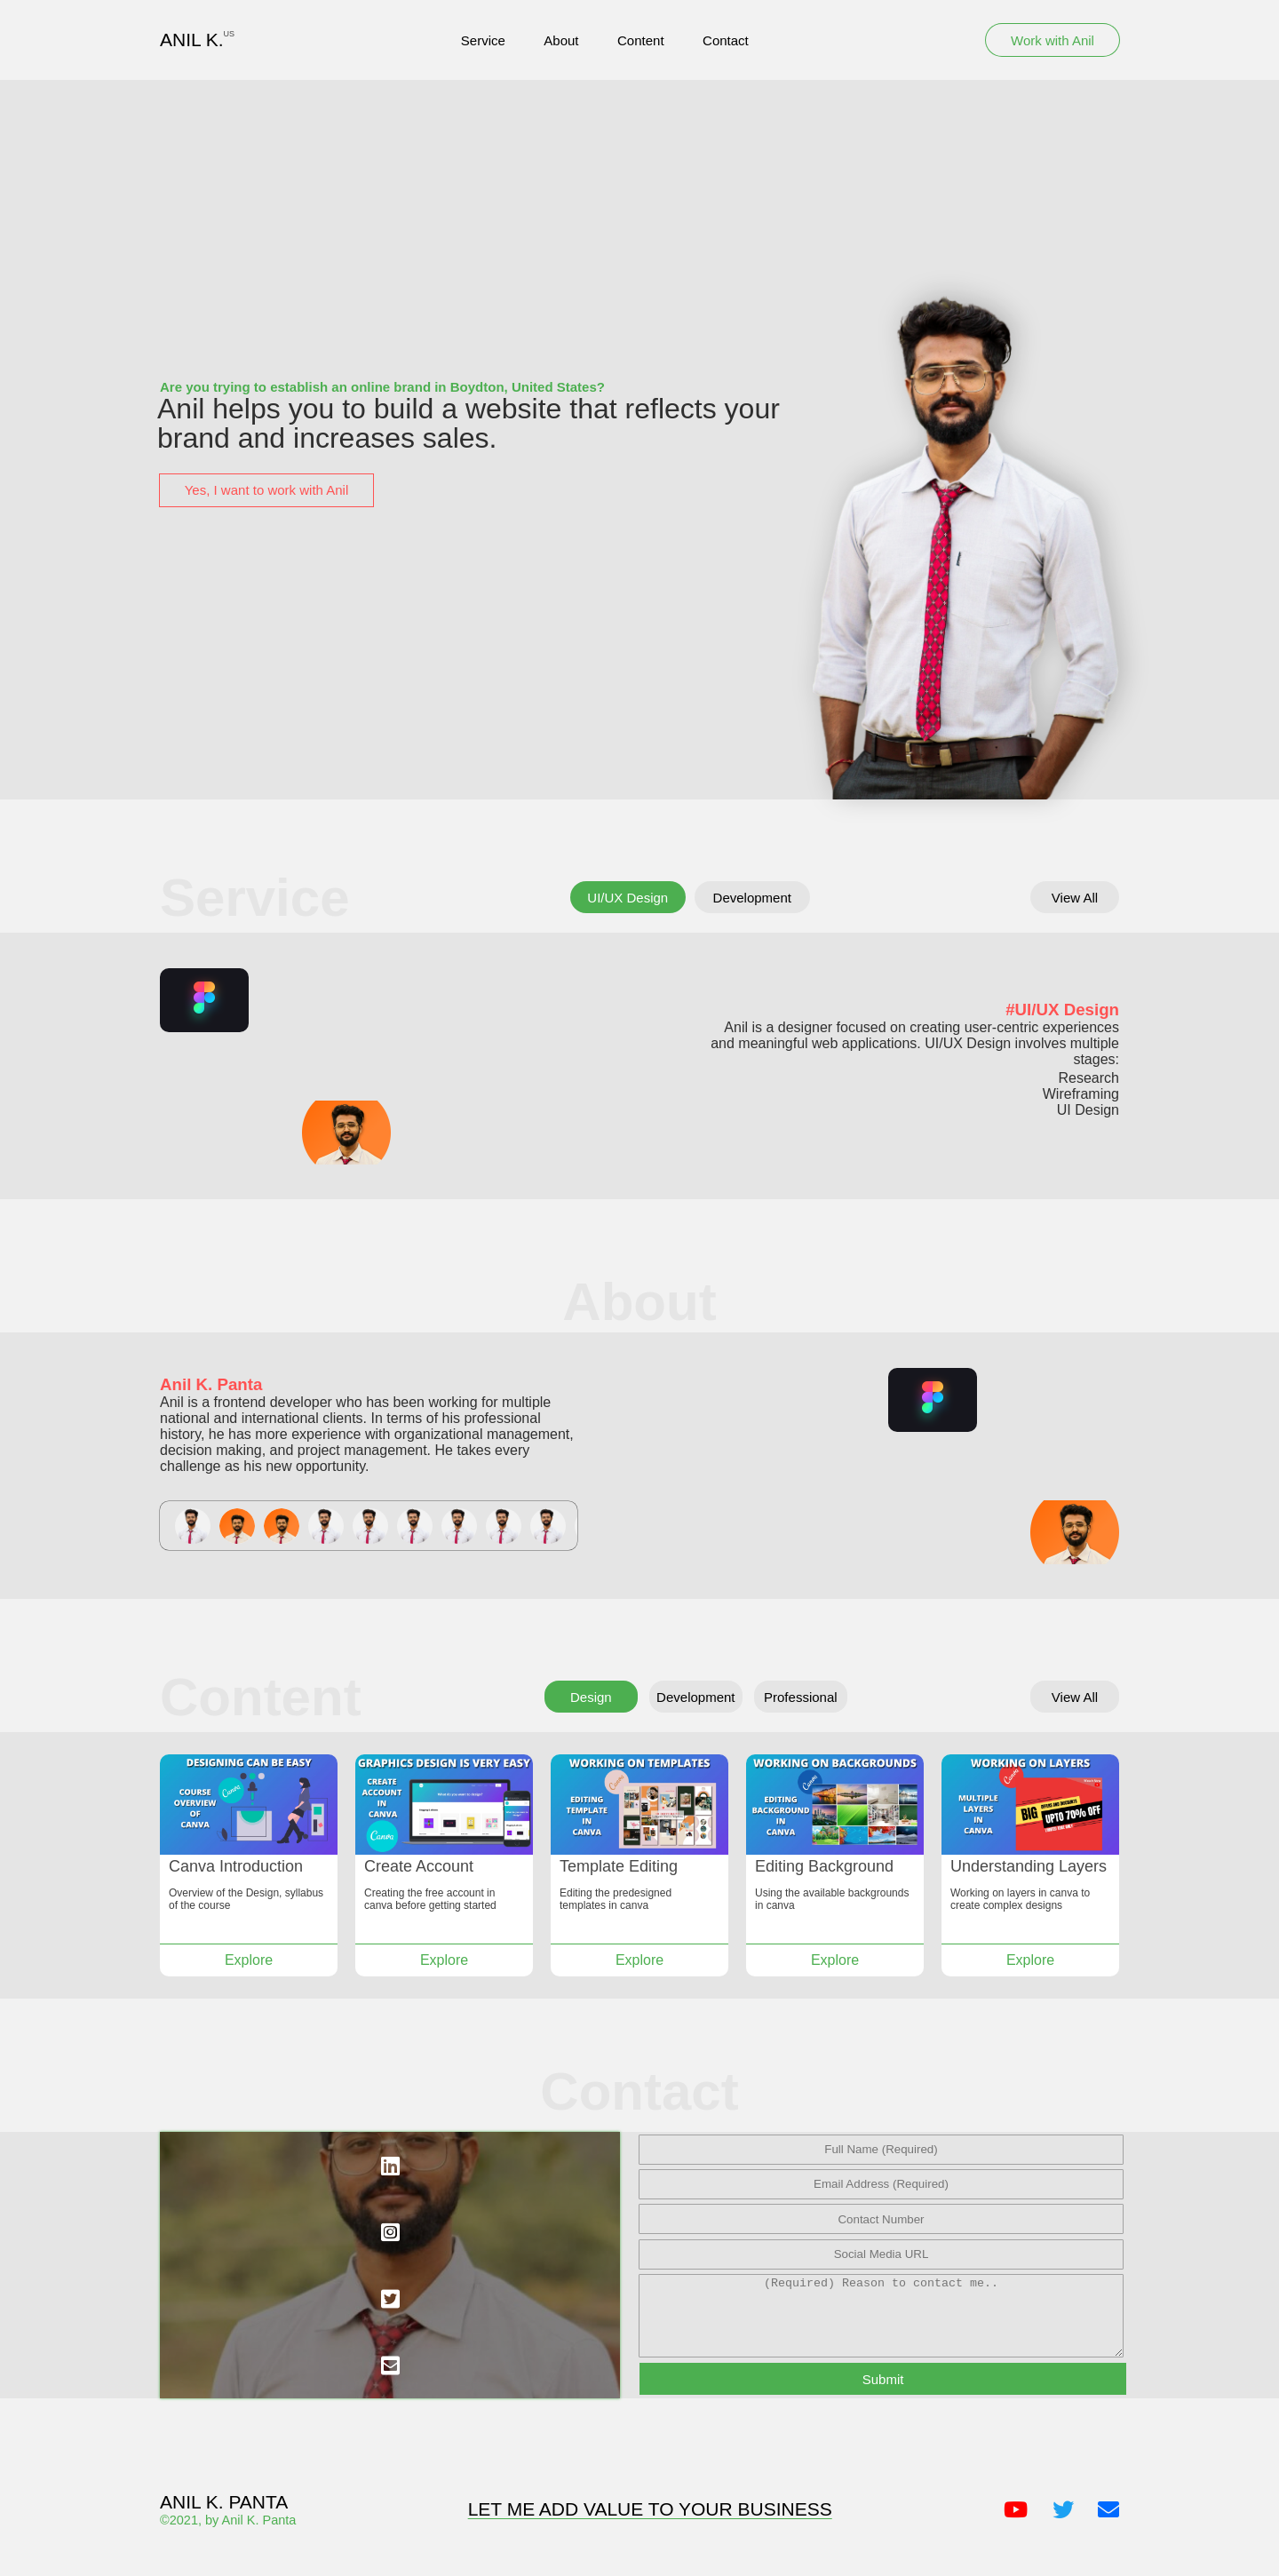 ANIL K.US
Service About Content Contact
Work with Anil
Are you trying to establish an online brand in Boydton, United States?
Anil helps you to build a website that reflects your
brand and increases sales.
Yes, I want to work with Anil
Service
UI/UX Design Development
View All
#UI/UX Design
Anil is a designer focused on creating user-centric experiences
and meaningful web applications. UI/UX Design involves multiple
stages:
Research
Wireframing
UI Design
About
Anil K. Panta
Anil is a frontend developer who has been working for multiple
national and international clients. In terms of his professional
history, he has more experience with organizational management,
decision making, and project management. He takes every
challenge as his new opportunity.
Content
Design Development Professional
View All
DESIGNING CAN BE EASY
COURSE
OVERVIEW
OF
CANVA
Canva
Canva Introduction
Overview of the Design, syllabus
of the course
Explore
GRAPHICS DESIGN IS VERY EASY
CREATE
ACCOUNT
IN
CANVA
Canva
Create Account
Creating the free account in
canva before getting started
Explore
WORKING ON TEMPLATES
EDITING
TEMPLATE
IN
CANVA
Canva
Template Editing
Editing the predesigned
templates in canva
Explore
WORKING ON BACKGROUNDS
EDITING
BACKGROUND
IN
CANVA
Canva
Editing Background
Using the available backgrounds
in canva
Explore
WORKING ON LAYERS
MULTIPLE
LAYERS
IN
CANVA
Canva
BIG
UPTO 70% OFF
Understanding Layers
Working on layers in canva to
create complex designs
Explore
Contact
Full Name (Required)
Email Address (Required)
Contact Number
Social Media URL
(Required) Reason to contact me..
Submit
ANIL K. PANTA
©2021, by Anil K. Panta
LET ME ADD VALUE TO YOUR BUSINESS